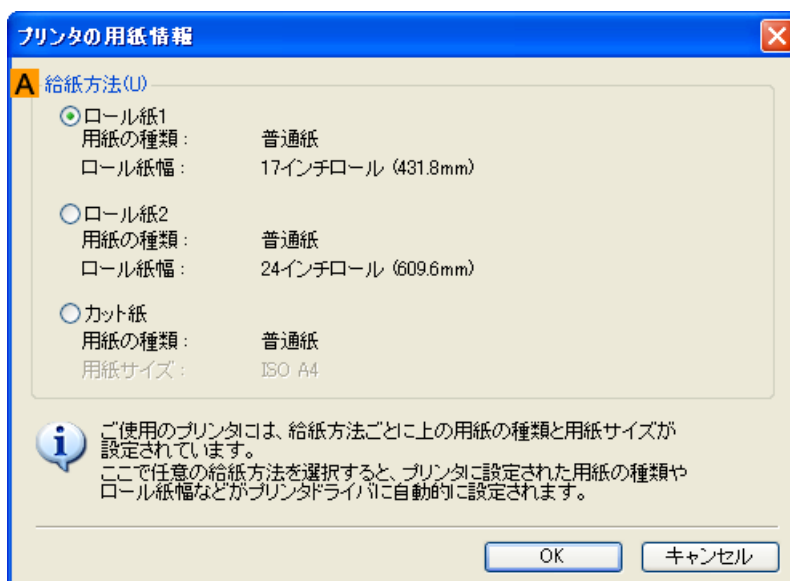 プリンタの用紙情報
A 給紙方法(U)
ロール紙1
用紙の種類: 普通紙
ロール紙幅: 17インチロール (431.8mm)
ロール紙2
用紙の種類: 普通紙
ロール紙幅: 24インチロール (609.6mm)
カット紙
用紙の種類: 普通紙
用紙サイズ: ISO A4
ご使用のプリンタには、給紙方法ごとに上の用紙の種類と用紙サイズが
設定されています。
ここで任意の給紙方法を選択すると、プリンタに設定された用紙の種類や
ロール紙幅などがプリンタドライバに自動的に設定されます。
OK キャンセル